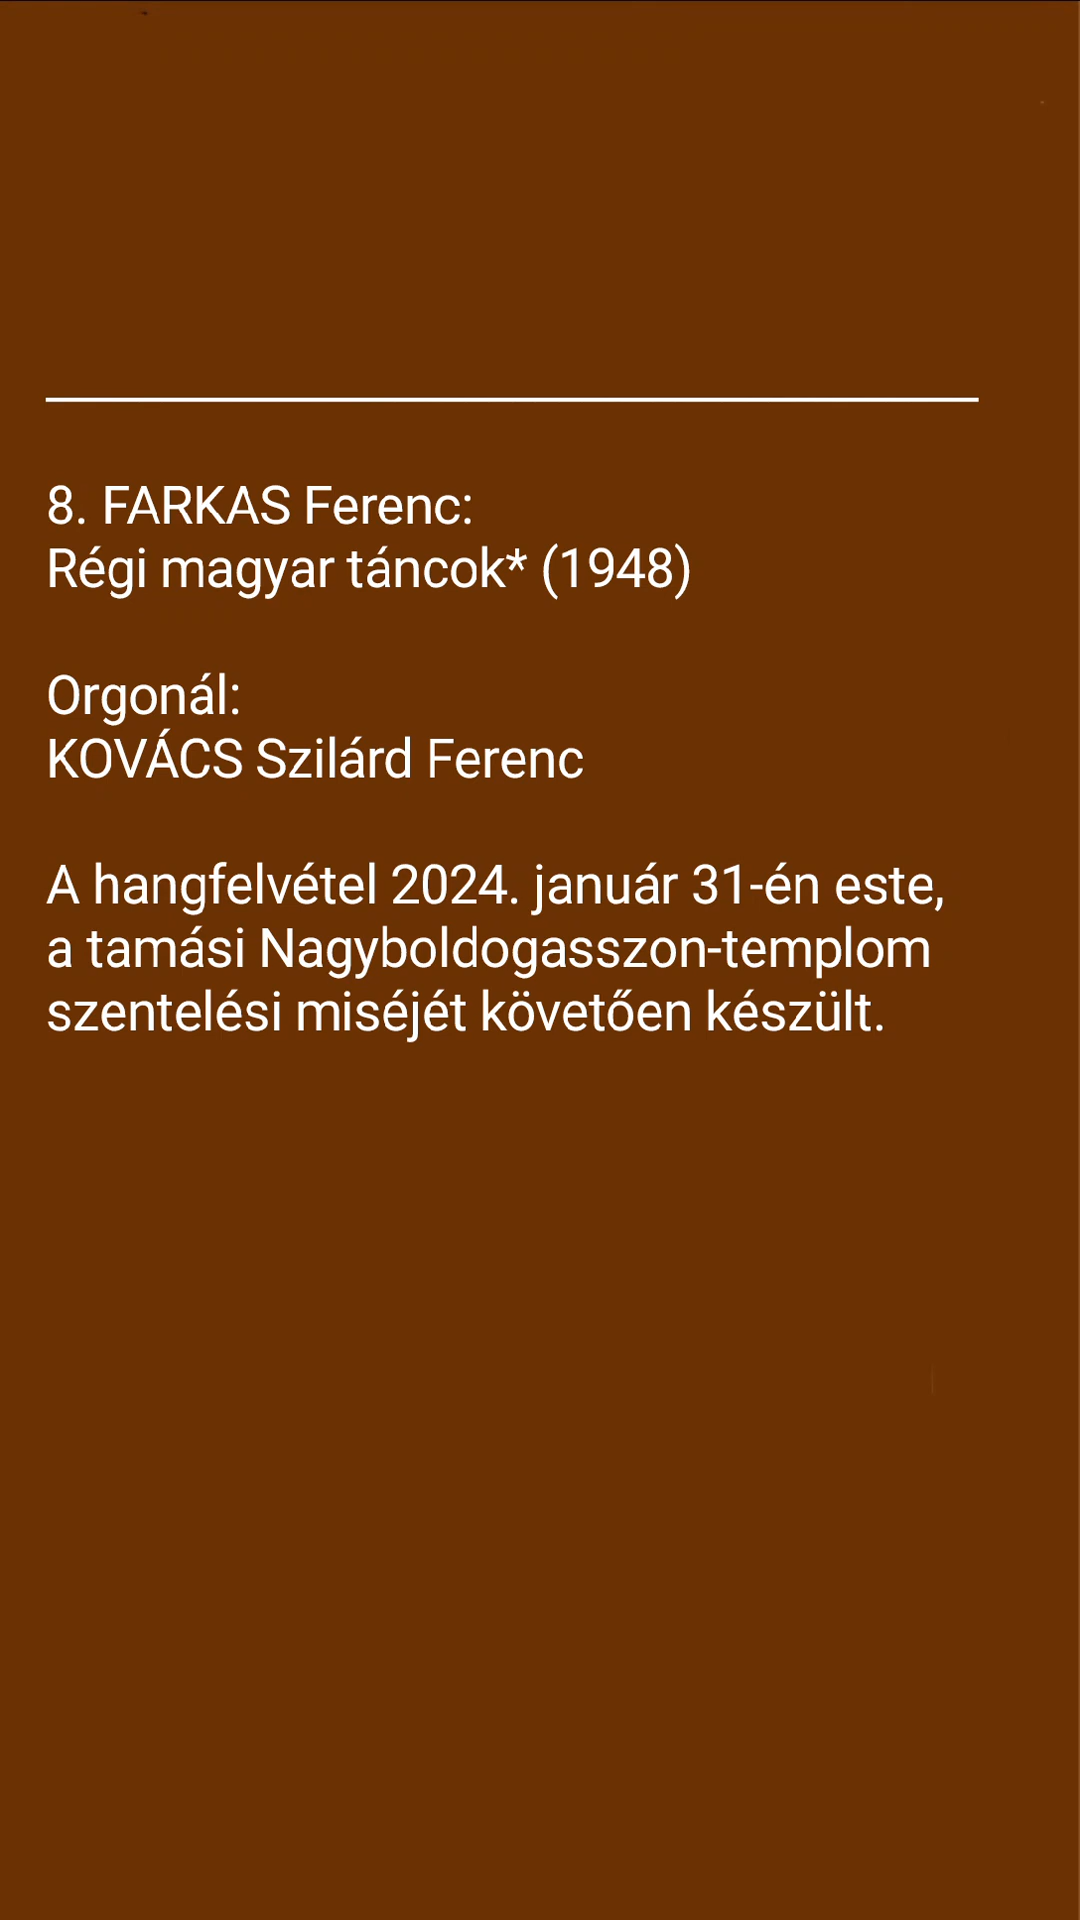 8. FARKAS Ferenc:
Régi magyar táncok* (1948)
Orgonál:
KOVÁCS Szilárd Ferenc
A hangfelvétel 2024. január 31-én este,
a tamási Nagyboldogasszon-templom
szentelési miséjét követően készült.